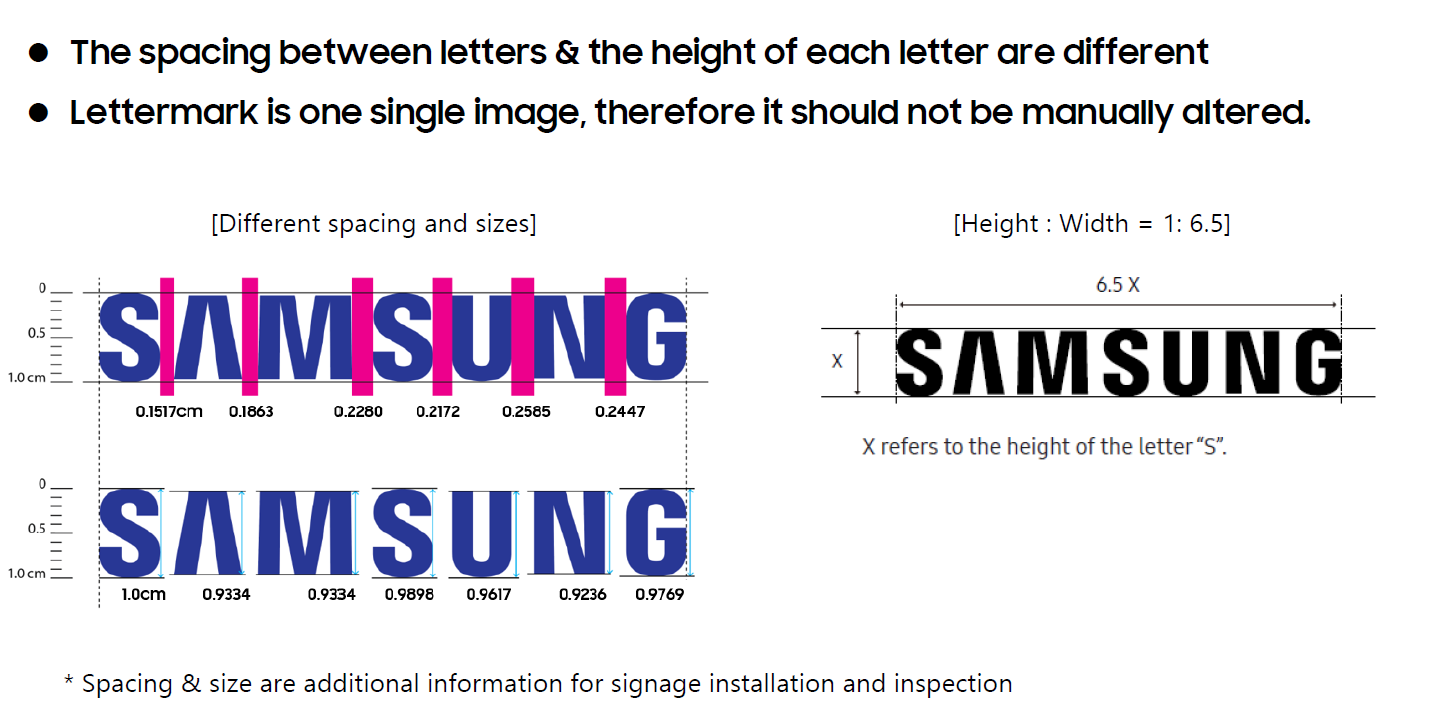 ● The spacing between letters & the height of each letter are different
● Lettermark is one single image, therefore it should not be manually altered.
[Different spacing and sizes]
0
0.5
1.0 cm
SAMSUNG
0.1517cm 0.1863 0.2280 0.2172 0.2585 0.2447
0
0.5
1.0 cm
SAMSUNG
1.0cm 0.9334 0.9334 0.9898 0.9617 0.9236 0.9769
[Height : Width = 1: 6.5]
6.5 X
X
SAMSUNG
X refers to the height of the letter “S”.
* Spacing & size are additional information for signage installation and inspection